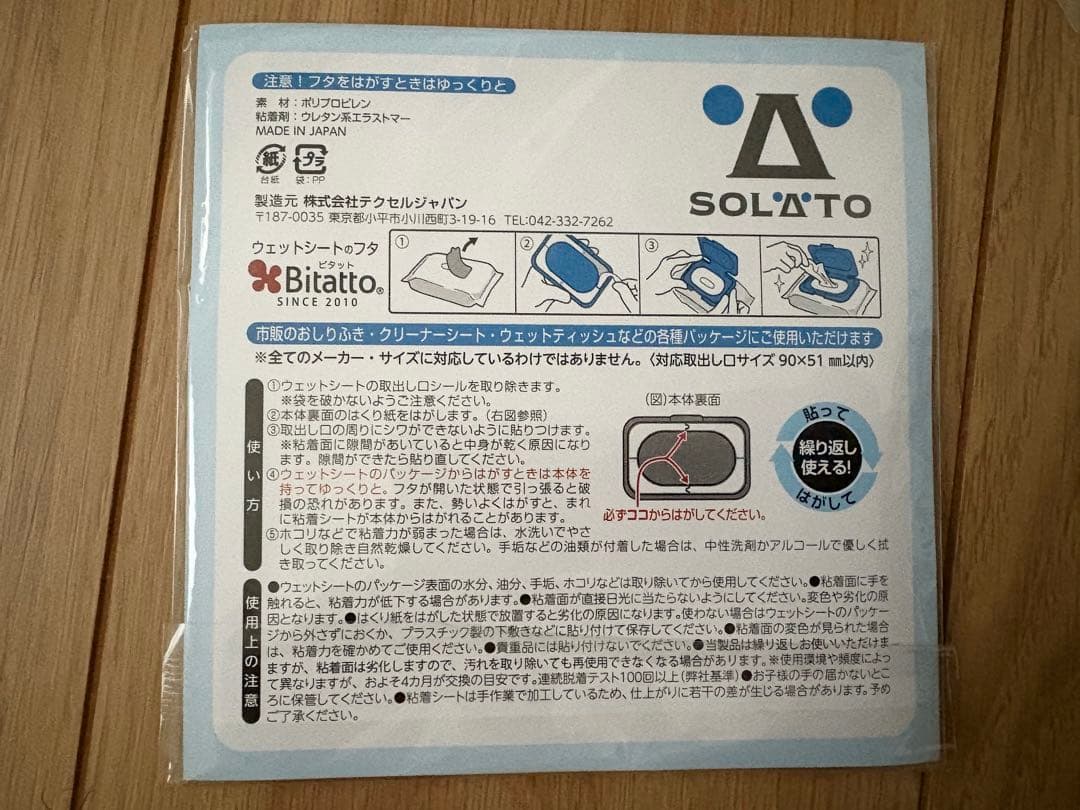 注意！フタをはがすときはゆっくりと
素　材：ポリプロピレン
粘着剤：ウレタン系エラストマー
MADE IN JAPAN
紙 プラ
台紙 袋：PP
製造元 株式会社テクセルジャパン
〒187-0035 東京都小平市小川西町3-19-16 TEL:042-332-7262
SOLATO
ウェットシートのフタ
ビタット
Bitatto®
SINCE 2010
① ② ③
市販のおしりふき・クリーナーシート・ウェットティッシュなどの各種パッケージにご使用いただけます
※全てのメーカー・サイズに対応しているわけではありません。〈対応取出し口サイズ 90×51 mm以内〉
使い方
①ウェットシートの取出し口シールを取り除きます。
※袋を破かないようご注意ください。
②本体裏面のはくり紙をはがします。（右図参照）
③取出し口の周りにシワができないように貼りつけます。
※粘着面に隙間があいていると中身が乾く原因になり
ます。隙間ができたら貼り直してください。
④ウェットシートのパッケージからはがすときは本体を
持ってゆっくりと。フタが開いた状態で引っ張ると破
損の恐れがあります。また、勢いよくはがすと、まれ
に粘着シートが本体からはがれることがあります。
⑤ホコリなどで粘着力が弱まった場合は、水洗いでやさ
しく取り除き自然乾燥してください。手垢などの油類が付着した場合は、中性洗剤かアルコールで優しく拭
き取ってください。
（図）本体裏面
必ずココからはがしてください。
貼って
繰り返し
使える!
はがして
使用上の注意
●ウェットシートのパッケージ表面の水分、油分、手垢、ホコリなどは取り除いてから使用してください。●粘着面に手を
触れると、粘着力が低下する場合があります。●粘着面が直接日光に当たらないようにしてください。変色や劣化の原
因となります。●はくり紙をはがした状態で放置すると劣化の原因になります。使わない場合はウェットシートのパッケー
ジから外さずにおくか、プラスチック製の下敷きなどに貼り付けて保存してください。●粘着面の変色が見られた場合
は、粘着力を確かめてご使用ください。●貴重品には貼り付けないでください。●当製品は繰り返しお使いいただけま
すが、粘着面は劣化しますので、汚れを取り除いても再使用できなくなる場合があります。※使用環境や頻度によっ
て異なりますが、およそ4カ月が交換の目安です。連続脱着テスト100回以上（弊社基準）●お子様の手の届かないとこ
ろに保管してください。●粘着シートは手作業で加工しているため、仕上がりに若干の差が生じる場合があります。予め
ご了承ください。